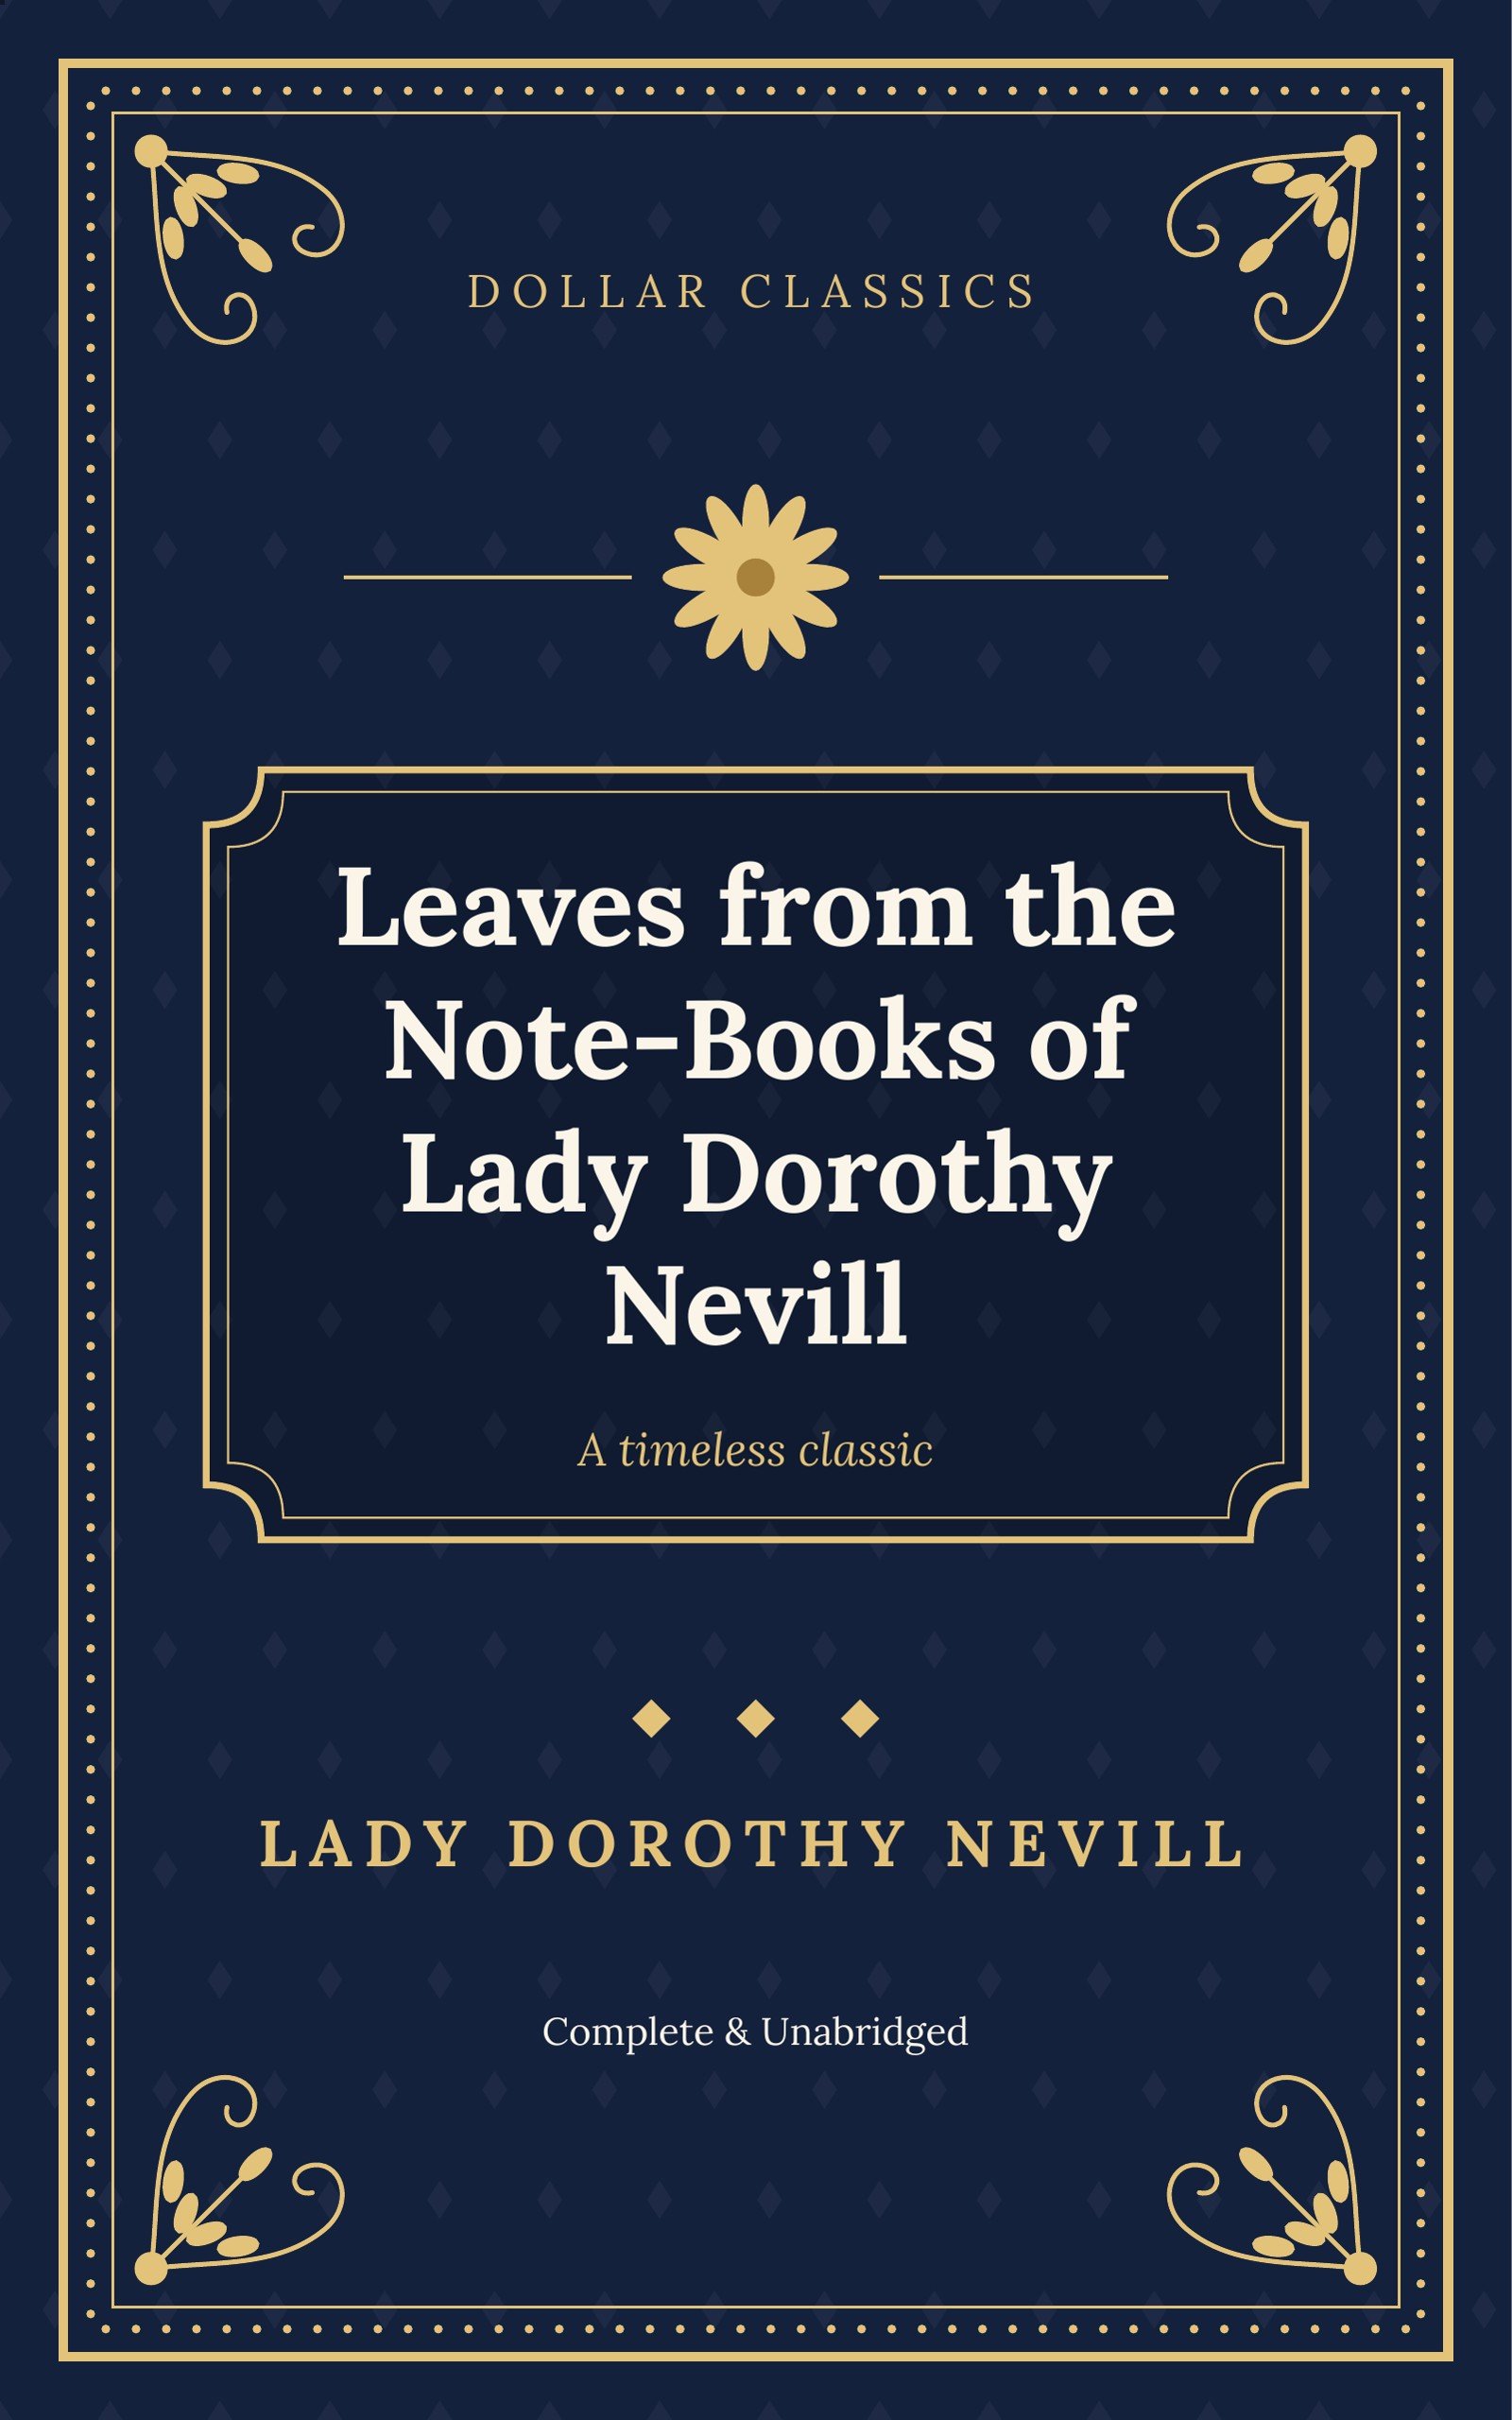 DOLLAR CLASSICS
Leaves from the
Note-Books of
Lady Dorothy
Nevill
A timeless classic
LADY DOROTHY NEVILL
Complete & Unabridged